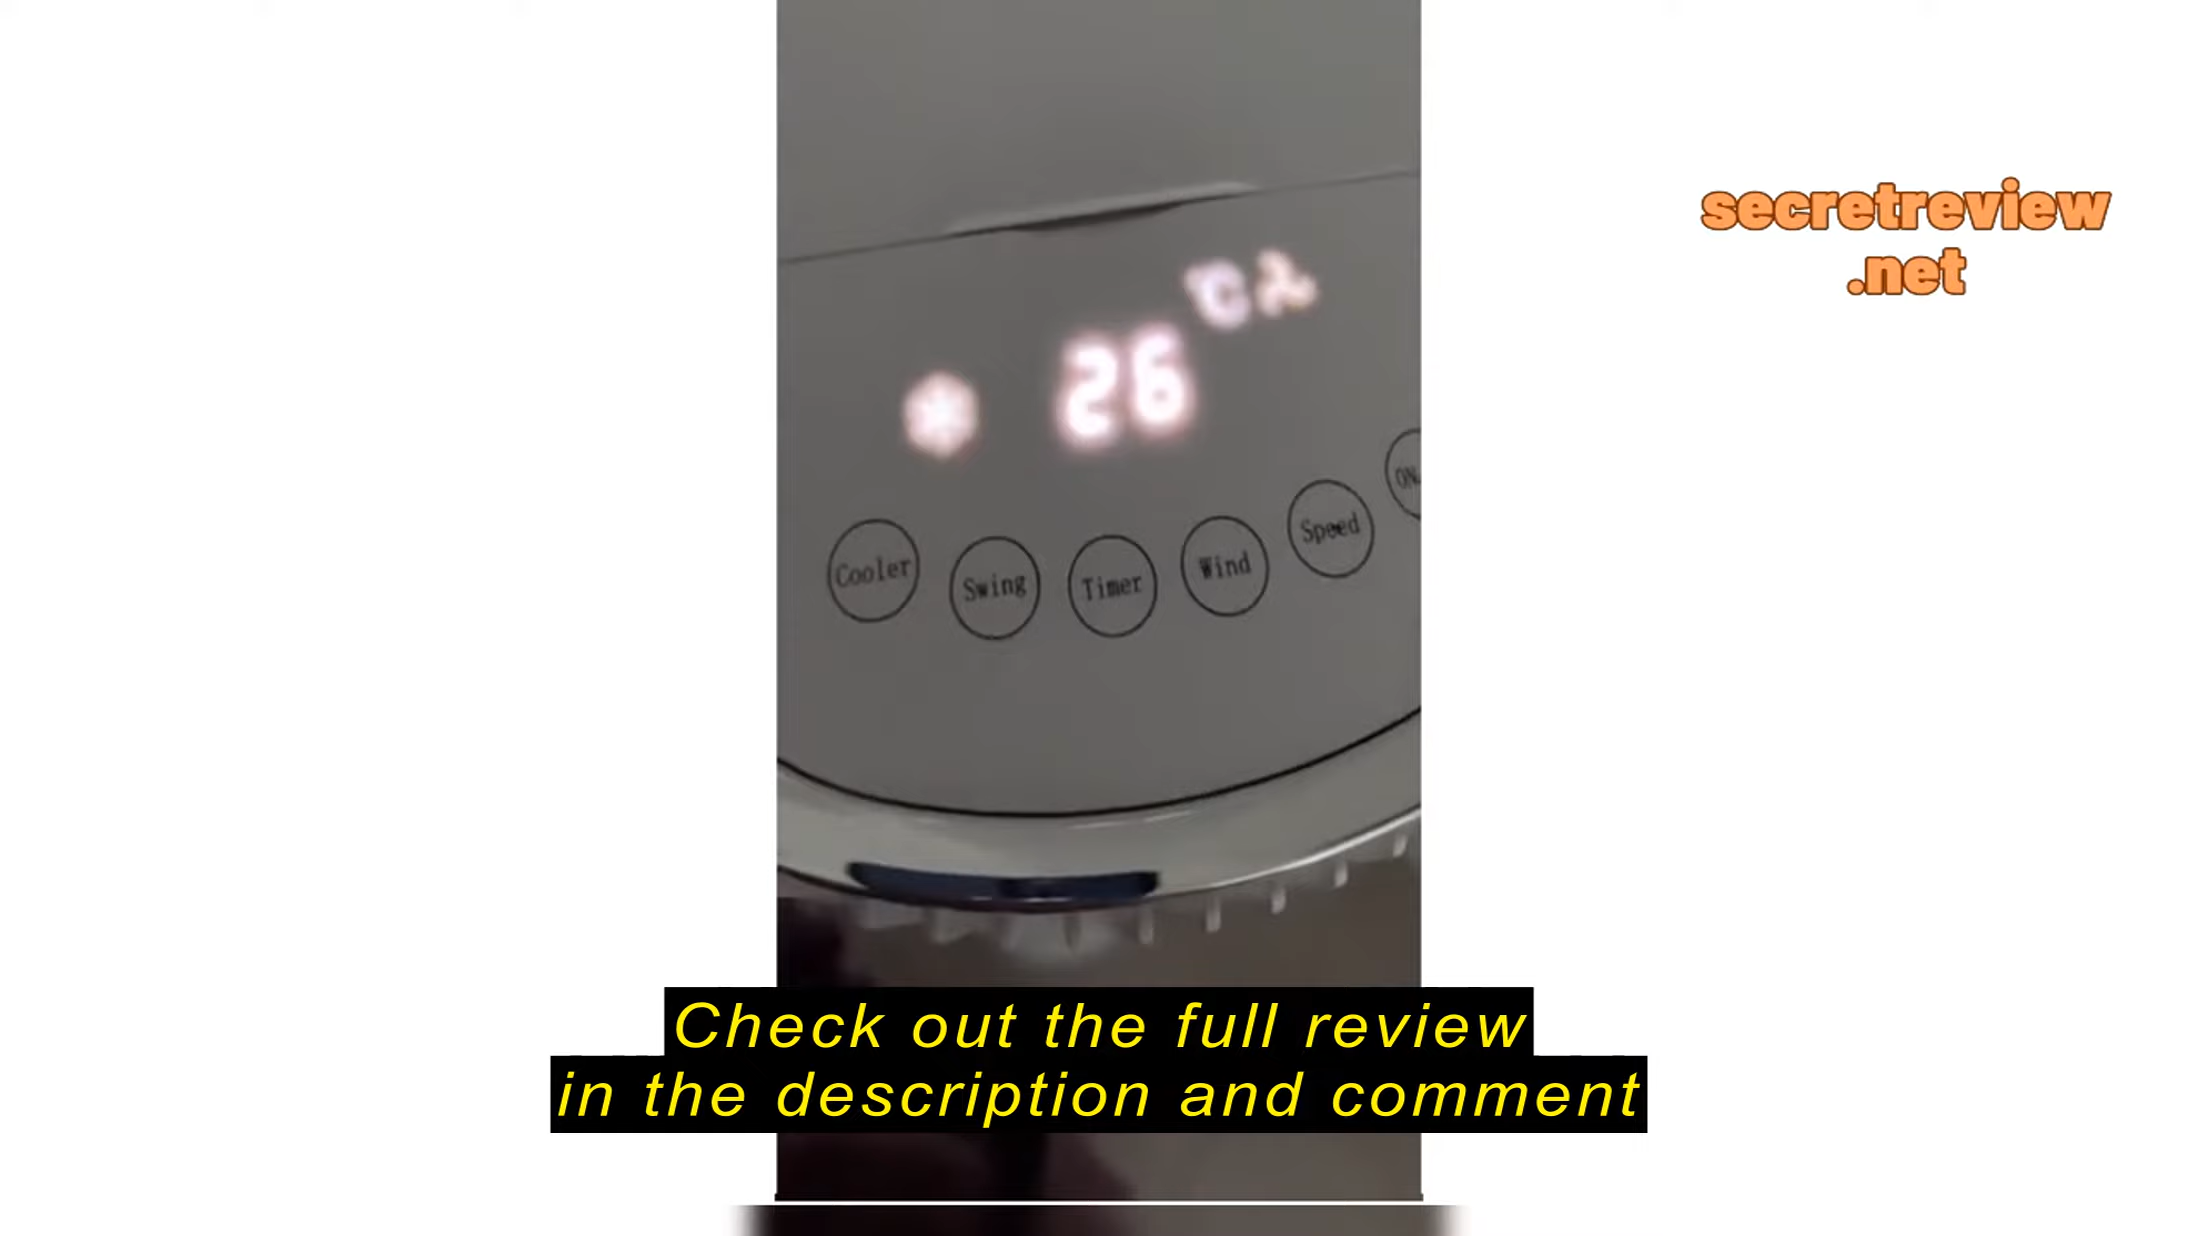 secretreview
.net
℃
26
Cooler
Swing
Timer
Wind
Speed
Check out the full review
in the description and comment